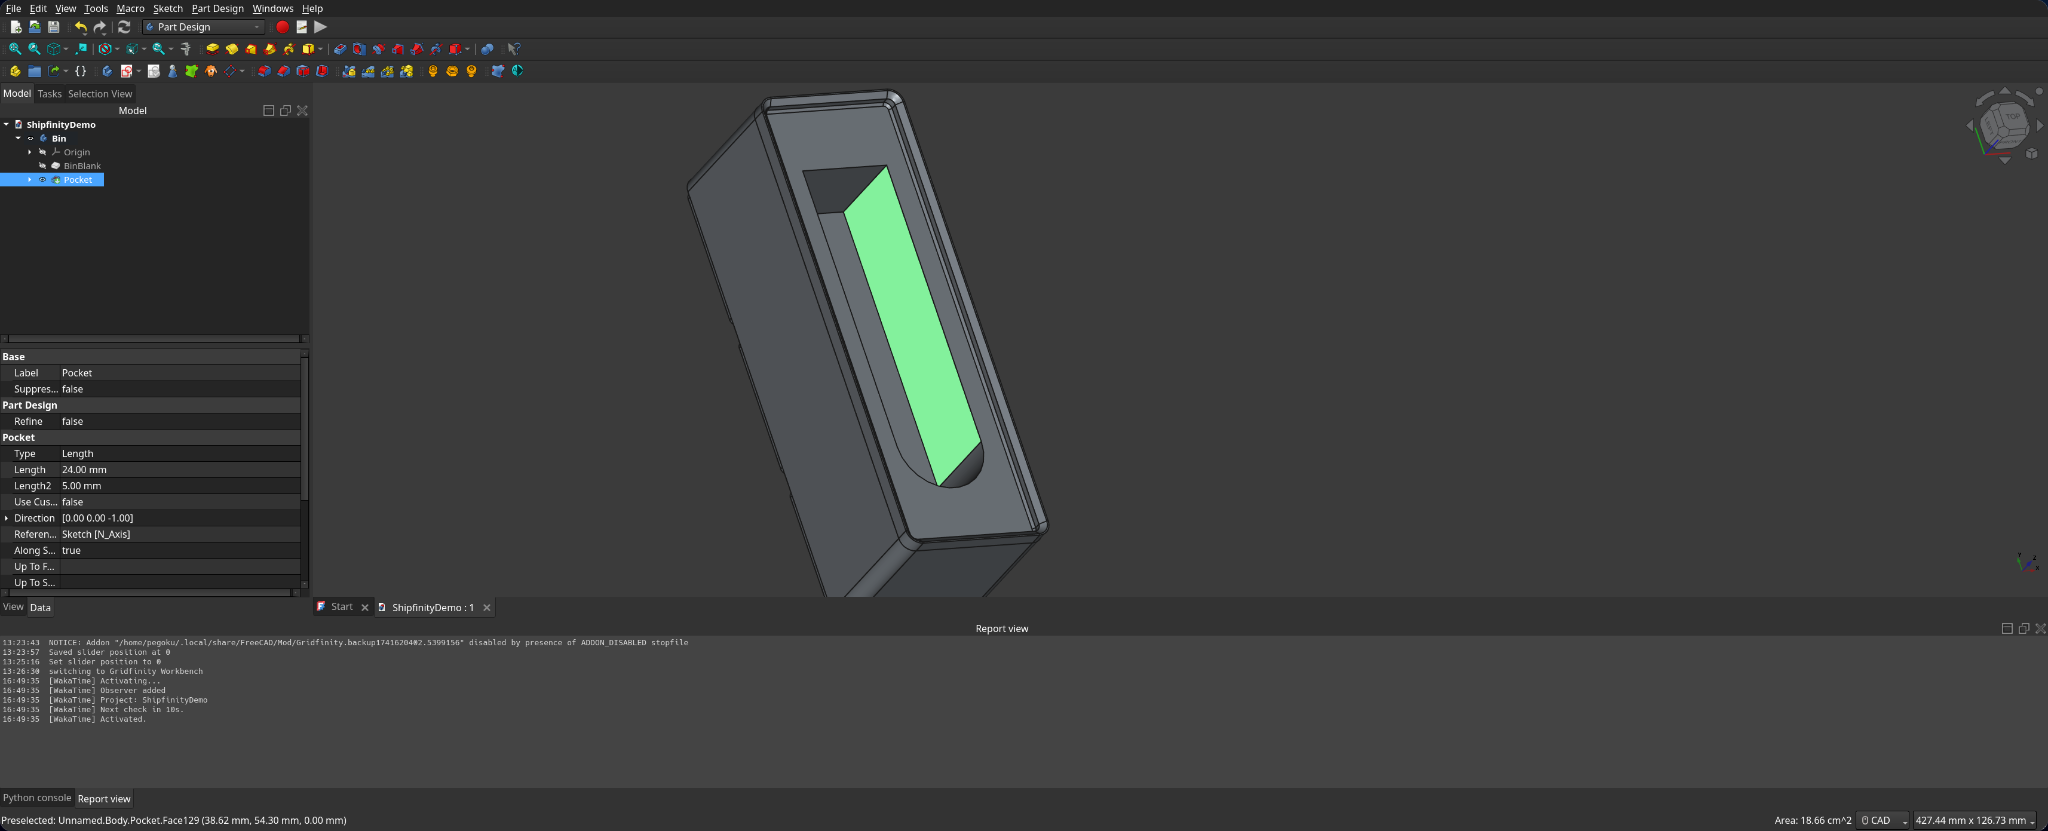 File Edit View Tools Macro Sketch Part Design Windows Help
Part Design
Model Tasks Selection View
Model
ShipfinityDemo
Bin
Origin
BinBlank
Pocket
Base
Label Pocket
Suppres... false
Part Design
Refine false
Pocket
Type Length
Length 24.00 mm
Length2 5.00 mm
Use Cus... false
Direction [0.00 0.00 -1.00]
Referen... Sketch [N_Axis]
Along S... true
Up To F...
Up To S...
View Data
TOP
Start ShipfinityDemo : 1
Report view
13:23:43 NOTICE: Addon "/home/pegoku/.local/share/FreeCAD/Mod/Gridfinity.backup1741620402.5399156" disabled by presence of ADDON_DISABLED stopfile
13:23:57 Saved slider position at 0
13:25:16 Set slider position to 0
13:26:30 switching to Gridfinity Workbench
16:49:35 [WakaTime] Activating...
16:49:35 [WakaTime] Observer added
16:49:35 [WakaTime] Project: ShipfinityDemo
16:49:35 [WakaTime] Next check in 10s.
16:49:35 [WakaTime] Activated.
Python console Report view
Preselected: Unnamed.Body.Pocket.Face129 (38.62 mm, 54.30 mm, 0.00 mm)
Area: 18.66 cm^2 CAD 427.44 mm x 126.73 mm